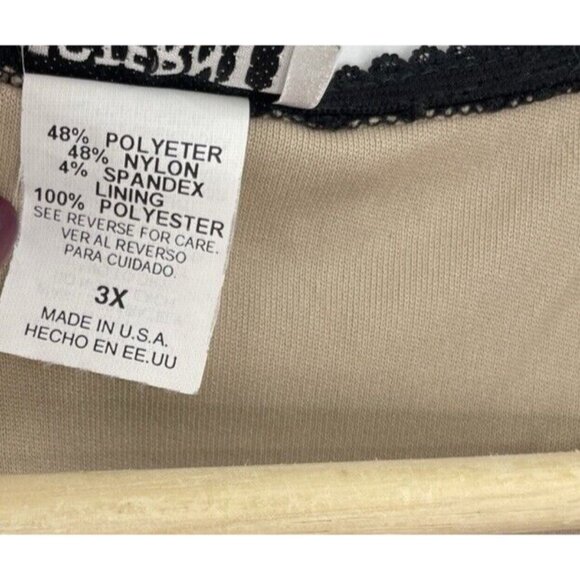 48% POLYETER
48% NYLON
4% SPANDEX
LINING
100% POLYESTER
SEE REVERSE FOR CARE.
VER AL REVERSO
PARA CUIDADO.
3X
MADE IN U.S.A.
HECHO EN EE.UU